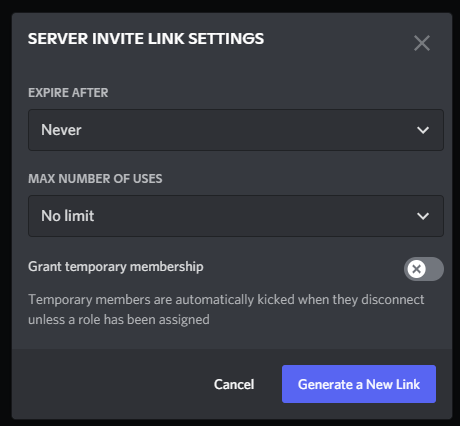 SERVER INVITE LINK SETTINGS
EXPIRE AFTER
Never
MAX NUMBER OF USES
No limit
Grant temporary membership
Temporary members are automatically kicked when they disconnect
unless a role has been assigned
Cancel
Generate a New Link